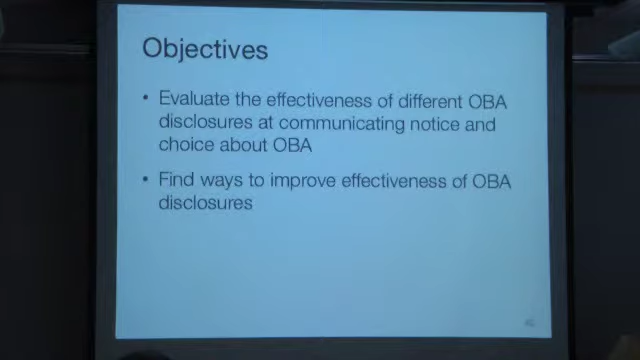 Objectives
• Evaluate the effectiveness of different OBA
disclosures at communicating notice and
choice about OBA
• Find ways to improve effectiveness of OBA
disclosures